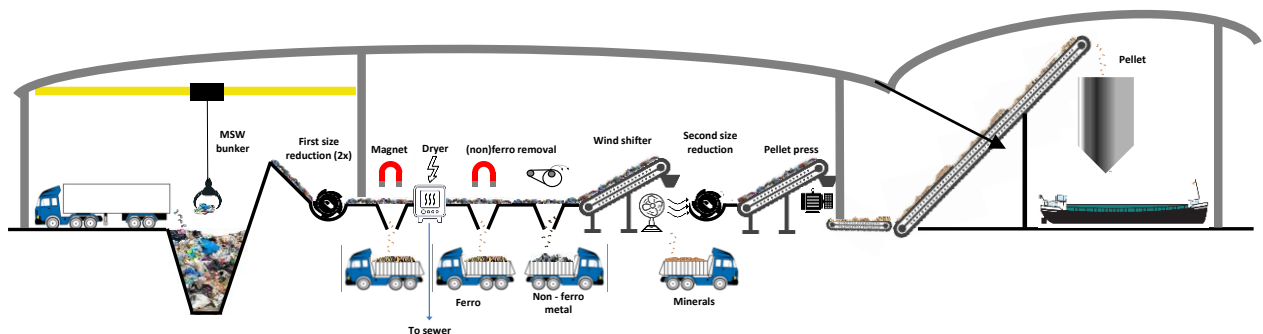 Pellet
MSW
bunker
First size
reduction (2x)
Magnet
Dryer
(non)ferro removal
Wind shifter
Second size
reduction
Pellet press
Ferro
Non - ferro
metal
Minerals
To sewer